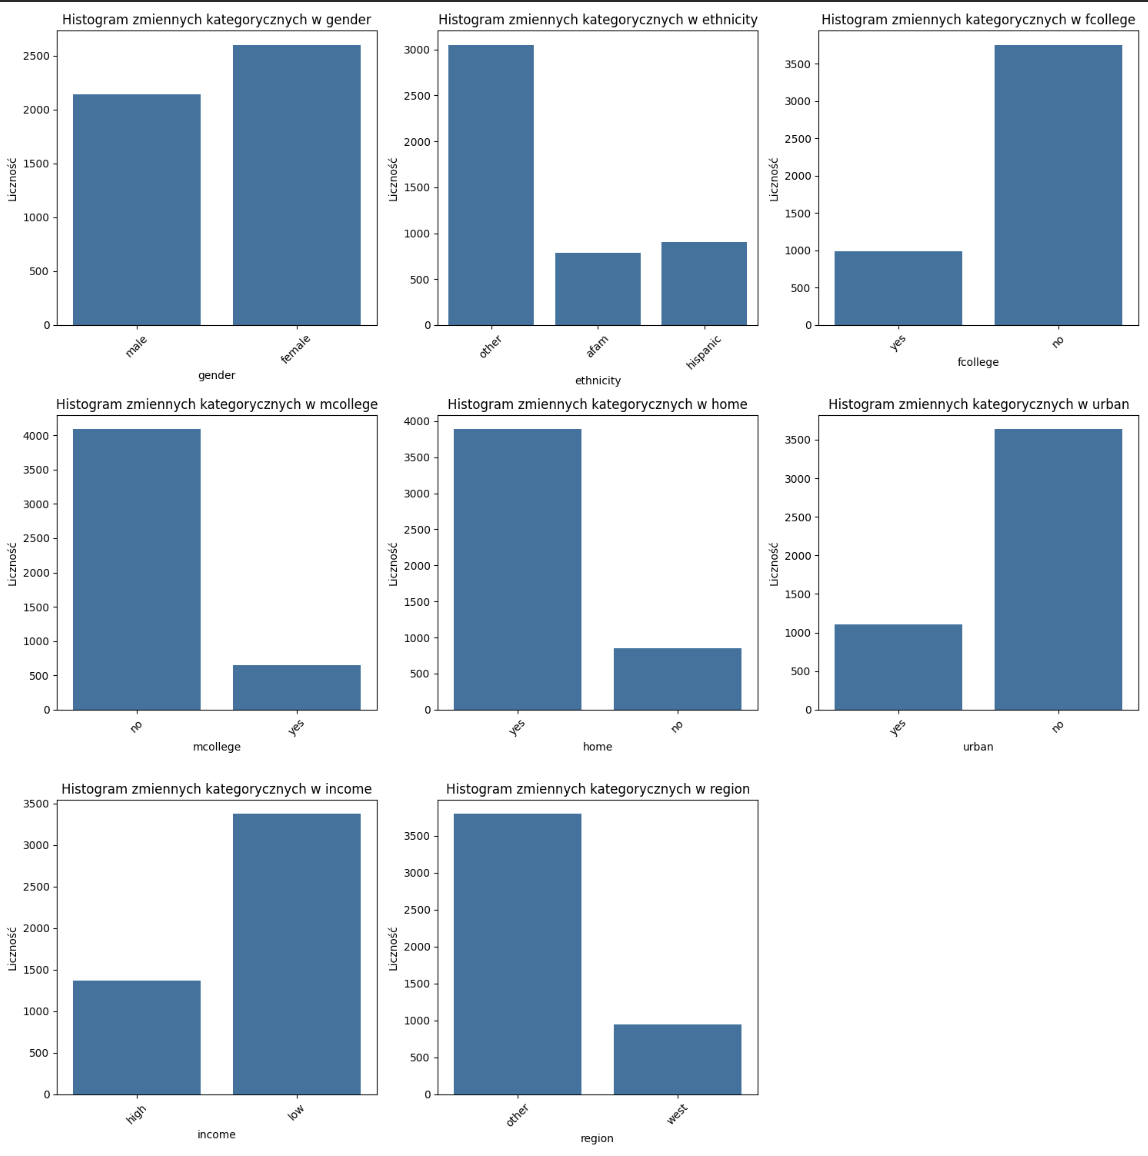 Histogram zmiennych kategorycznych w gender
2500
2000
1500
1000
500
0
Liczność
male
female
gender
Histogram zmiennych kategorycznych w ethnicity
3000
2500
2000
1500
1000
500
0
Liczność
other
afam
hispanic
ethnicity
Histogram zmiennych kategorycznych w fcollege
3500
3000
2500
2000
1500
1000
500
0
Liczność
yes
no
fcollege
Histogram zmiennych kategorycznych w mcollege
4000
3500
3000
2500
2000
1500
1000
500
0
Liczność
no
yes
mcollege
Histogram zmiennych kategorycznych w home
4000
3500
3000
2500
2000
1500
1000
500
0
Liczność
yes
no
home
Histogram zmiennych kategorycznych w urban
3500
3000
2500
2000
1500
1000
500
0
Liczność
yes
no
urban
Histogram zmiennych kategorycznych w income
3500
3000
2500
2000
1500
1000
500
0
Liczność
high
low
income
Histogram zmiennych kategorycznych w region
3500
3000
2500
2000
1500
1000
500
0
Liczność
other
west
region